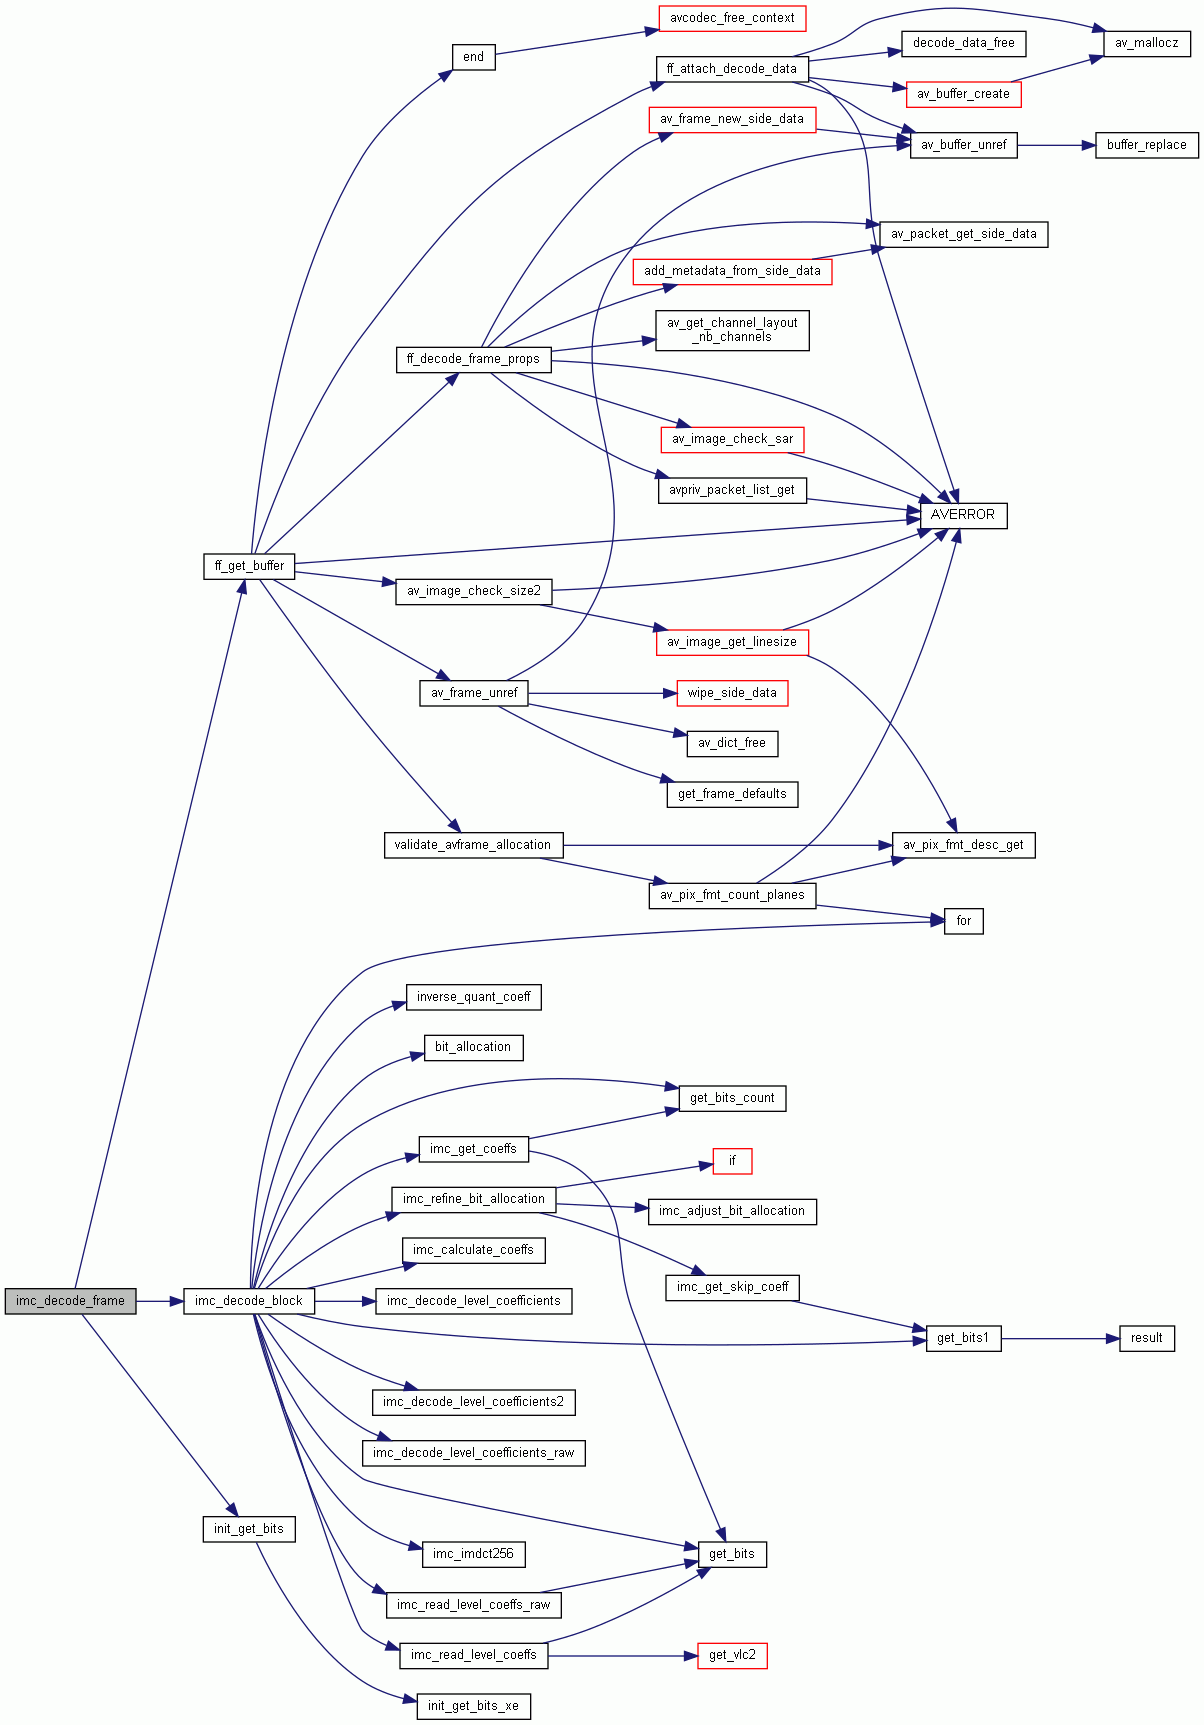 avcodec_free_context
end
av_mallocz
decode_data_free
ff_attach_decode_data
av_buffer_create
av_frame_new_side_data
av_buffer_unref
buffer_replace
av_packet_get_side_data
add_metadata_from_side_data
av_get_channel_layout
_nb_channels
ff_decode_frame_props
av_image_check_sar
avpriv_packet_list_get
AVERROR
ff_get_buffer
av_image_check_size2
av_image_get_linesize
av_frame_unref
wipe_side_data
av_dict_free
get_frame_defaults
validate_avframe_allocation
av_pix_fmt_desc_get
av_pix_fmt_count_planes
for
inverse_quant_coeff
bit_allocation
get_bits_count
imc_get_coeffs
if
imc_refine_bit_allocation
imc_adjust_bit_allocation
imc_calculate_coeffs
imc_get_skip_coeff
imc_decode_frame
imc_decode_block
imc_decode_level_coefficients
get_bits1
result
imc_decode_level_coefficients2
imc_decode_level_coefficients_raw
init_get_bits
imc_imdct256
get_bits
imc_read_level_coeffs_raw
imc_read_level_coeffs
get_vlc2
init_get_bits_xe